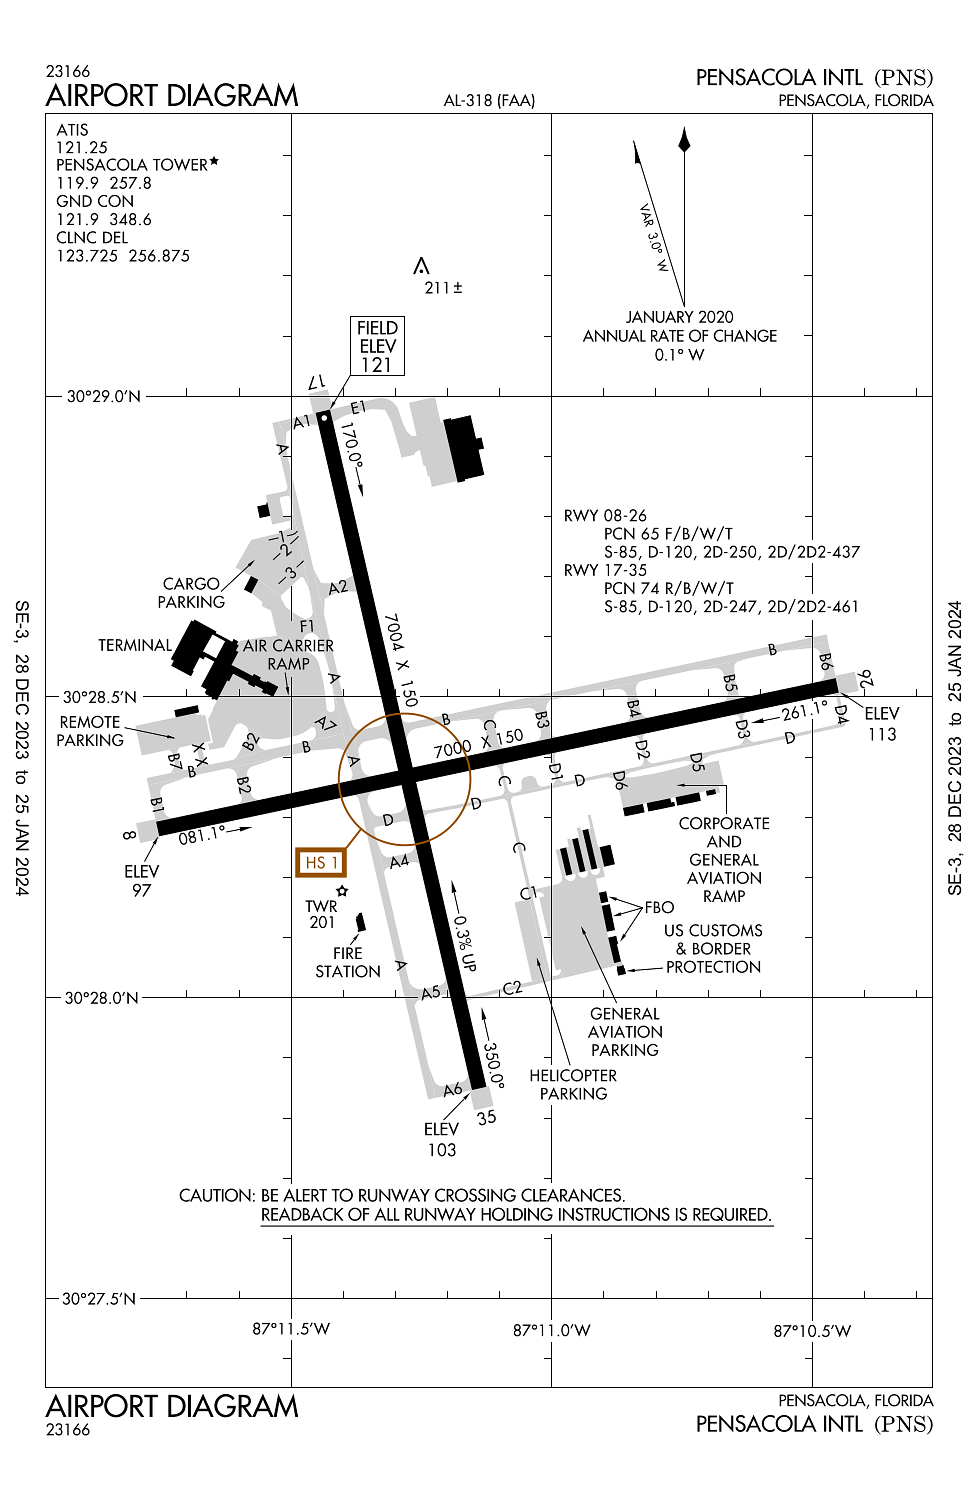 23166
AIRPORT DIAGRAM
AL-318 (FAA)
PENSACOLA INTL (PNS)
PENSACOLA, FLORIDA
ATIS
121.25
PENSACOLA TOWER★
119.9 257.8
GND CON
121.9 348.6
CLNC DEL
123.725 256.875
VAR 3.0° W
JANUARY 2020
ANNUAL RATE OF CHANGE
0.1° W
211±
FIELD
ELEV
121
17
30°29.0'N
A1
E1
A
170.0°
RWY 08-26
PCN 65 F/B/W/T
S-85, D-120, 2D-250, 2D/2D2-437
RWY 17-35
PCN 74 R/B/W/T
S-85, D-120, 2D-247, 2D/2D2-461
1
2
3
CARGO
PARKING
A2
F1
7004 X 150
TERMINAL
AIR CARRIER
RAMP
A
B
B6
26
B5
30°28.5'N
REMOTE
PARKING
A7
B
C
B3
B4
261.1°
D4
ELEV
113
X
X
B7
B
B2
B2
B
A
7000 X 150
D2
D3
D
B1
C
D1
D
D6
D5
8
081.1°
D
D
ELEV
97
HS 1
A4
C
CORPORATE
AND
GENERAL
AVIATION
RAMP
TWR
201
C1
FBO
FIRE
STATION
0.3% UP
US CUSTOMS
& BORDER
PROTECTION
A
30°28.0'N
A5
C2
GENERAL
AVIATION
PARKING
350.0°
HELICOPTER
PARKING
A6
35
ELEV
103
CAUTION: BE ALERT TO RUNWAY CROSSING CLEARANCES.
READBACK OF ALL RUNWAY HOLDING INSTRUCTIONS IS REQUIRED.
30°27.5'N
87°11.5'W
87°11.0'W
87°10.5'W
SE-3, 28 DEC 2023 to 25 JAN 2024
SE-3, 28 DEC 2023 to 25 JAN 2024
AIRPORT DIAGRAM
23166
PENSACOLA, FLORIDA
PENSACOLA INTL (PNS)